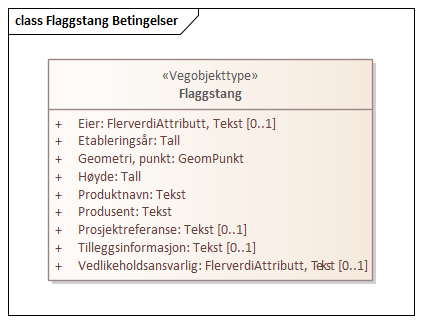 class Flaggstang Betingelser
«Vegobjekttype»
Flaggstang
+ Eier: FlerverdiAttributt, Tekst [0..1]
+ Etableringsår: Tall
+ Geometri, punkt: GeomPunkt
+ Høyde: Tall
+ Produktnavn: Tekst
+ Produsent: Tekst
+ Prosjektreferanse: Tekst [0..1]
+ Tilleggsinformasjon: Tekst [0..1]
+ Vedlikeholdsansvarlig: FlerverdiAttributt, Tekst [0..1]